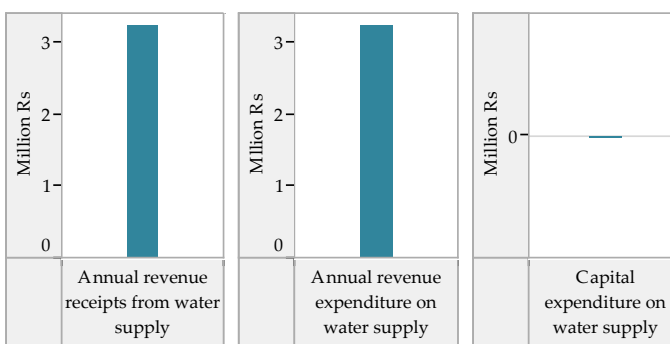 Million Rs
3
2
1
0
Annual revenue
receipts from water
supply
Million Rs
3
2
1
0
Annual revenue
expenditure on
water supply
Million Rs
0
Capital
expenditure on
water supply